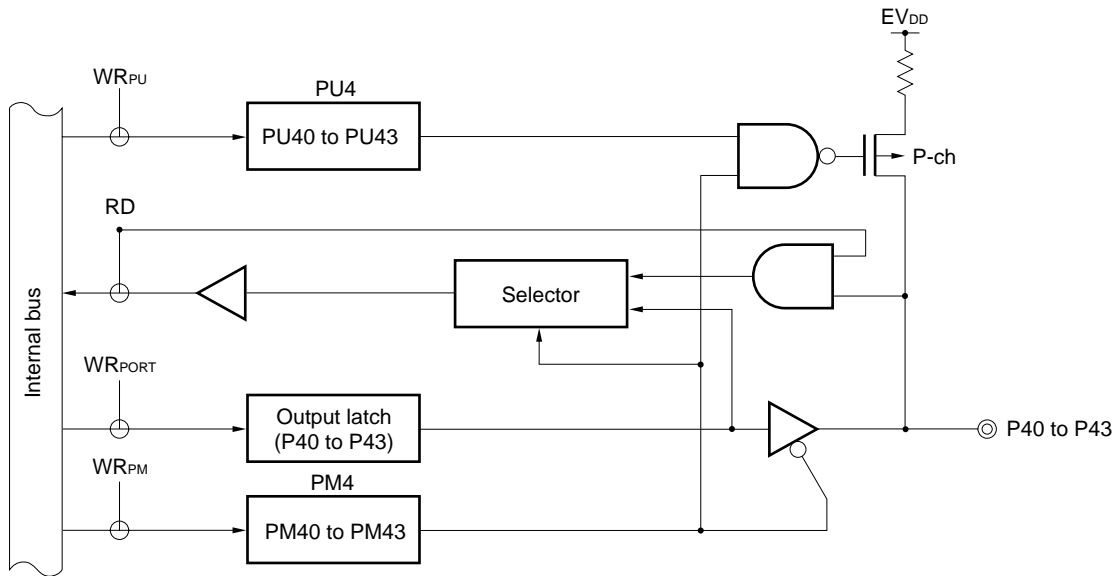 EVDD
WRPU
PU4
PU40 to PU43
P-ch
RD
Selector
Internal bus
WRPORT
Output latch
(P40 to P43)
P40 to P43
WRPM
PM4
PM40 to PM43